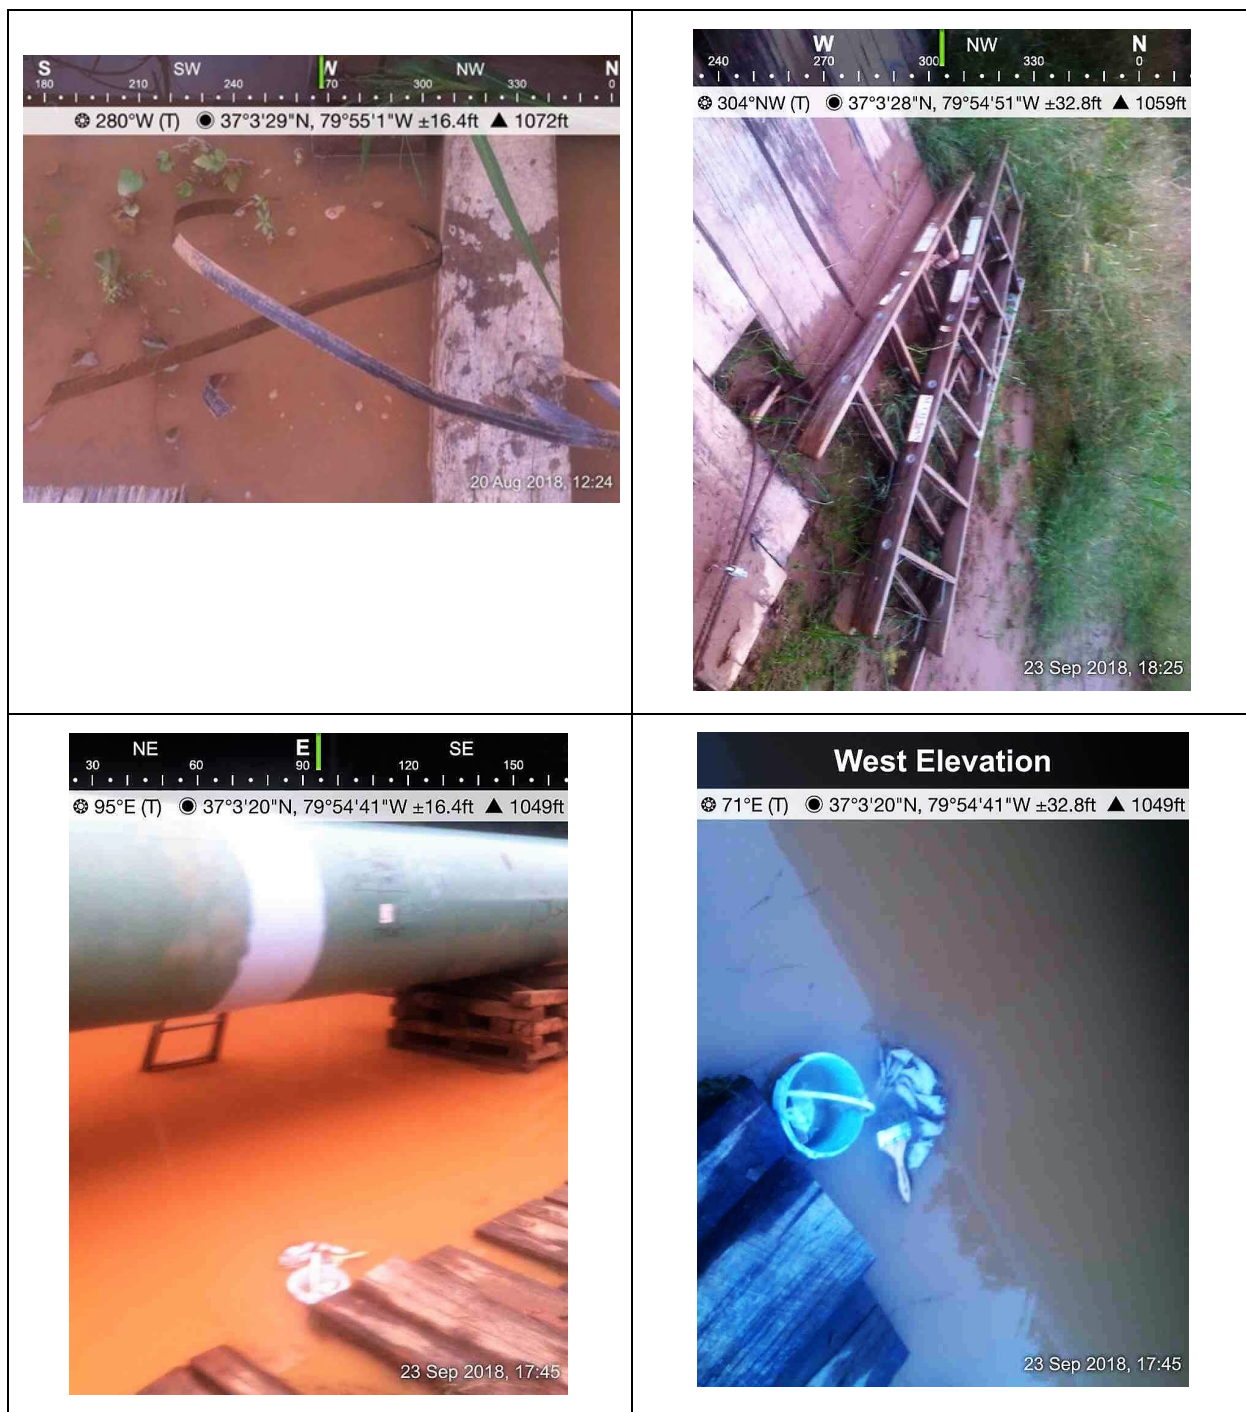 S SW W NW N
180 210 240 70 300 330 0
280°W (T) 37°3'29"N, 79°55'1"W ±16.4ft ▲ 1072ft
20 Aug 2018, 12:24
W NW N
240 270 300 330 0
304°NW (T) 37°3'28"N, 79°54'51"W ±32.8ft ▲ 1059ft
23 Sep 2018, 18:25
NE E SE
30 60 90 120 150
95°E (T) 37°3'20"N, 79°54'41"W ±16.4ft ▲ 1049ft
23 Sep 2018, 17:45
West Elevation
71°E (T) 37°3'20"N, 79°54'41"W ±32.8ft ▲ 1049ft
23 Sep 2018, 17:45